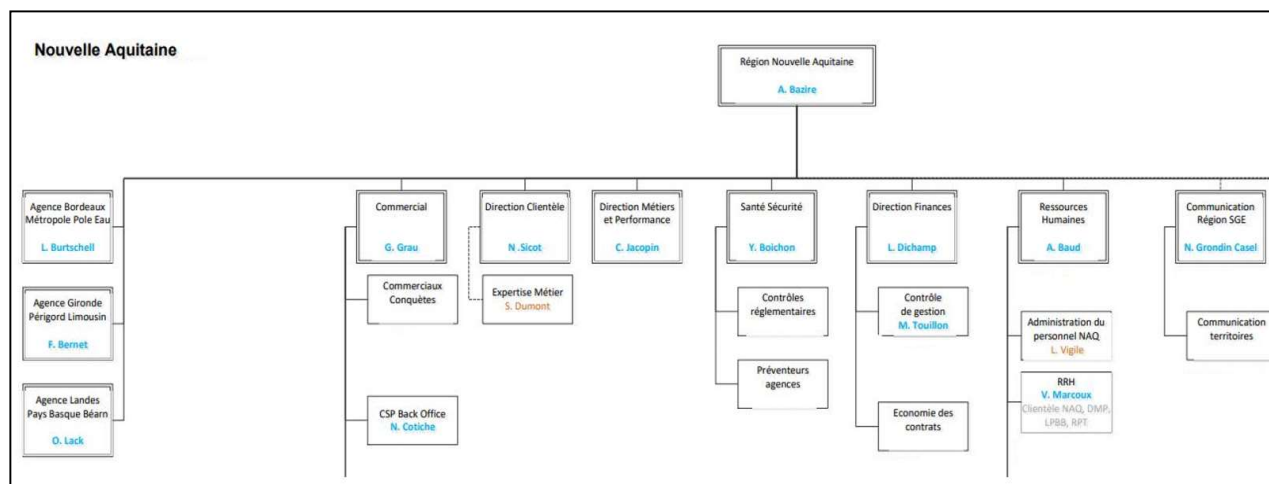 Nouvelle Aquitaine
Région Nouvelle Aquitaine
A. Bazire
Agence Bordeaux
Métropole Pole Eau
L. Burtschell
Agence Gironde
Périgord Limousin
F. Bernet
Agence Landes
Pays Basque Béarn
O. Lack
Commercial
G. Grau
Commerciaux
Conquètes
CSP Back Office
N. Cotiche
Direction Clientèle
N .Sicot
Expertise Métier
S. Dumont
Direction Métiers
et Performance
C. Jacopin
Santé Sécurité
Y. Boichon
Contrôles
réglementaires
Préventeurs
agences
Direction Finances
L. Dichamp
Contrôle
de gestion
M. Touillon
Economie des
contrats
Ressources
Humaines
A. Baud
Administration du
personnel NAQ
L. Vigile
RRH
V. Marcoux
Clientèle NAQ, DMP,
LPBB, RPT
Communication
Région SGE
N. Grondin Casel
Communication
territoires